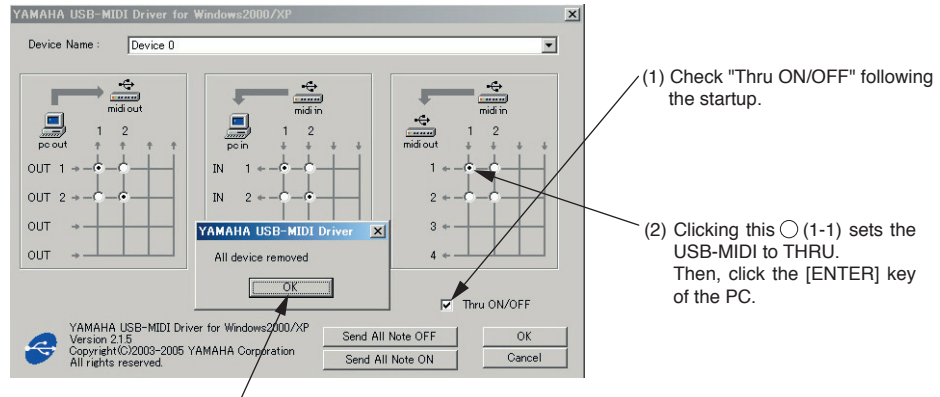 YAMAHA USB-MIDI Driver for Windows2000/XP
Device Name : Device 0
midi out
pc out 1 2
OUT 1
OUT 2
OUT
OUT
midi in
pc in 1 2
IN 1
IN 2
midi in
midi out 1 2
1
2
3
4
YAMAHA USB-MIDI Driver
All device removed
OK
Thru ON/OFF
YAMAHA USB-MIDI Driver for Windows2000/XP
Version 2.1.5
Copyright(C)2003-2005 YAMAHA Corporation
All rights reserved.
Send All Note OFF
Send All Note ON
OK
Cancel
(1) Check "Thru ON/OFF" following
the startup.
(2) Clicking this ○ (1-1) sets the
USB-MIDI to THRU.
Then, click the [ENTER] key
of the PC.